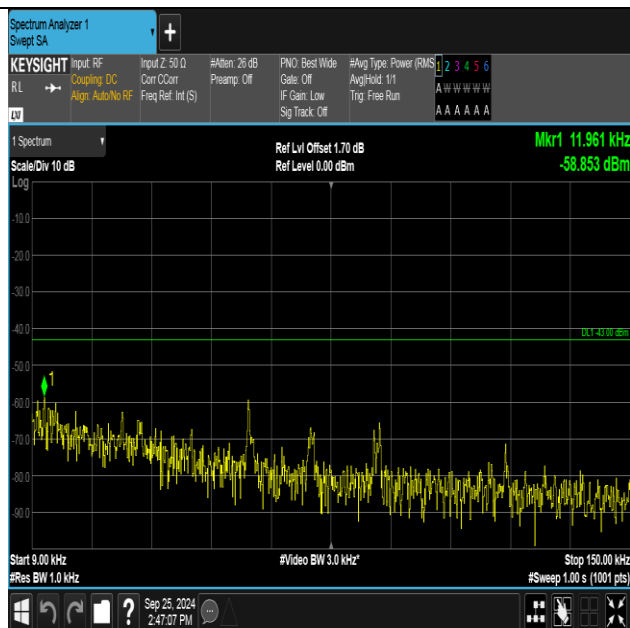 Spectrum Analyzer 1
Swept SA
+
KEYSIGHT Input: RF Input Z: 50 Ω #Atten: 26 dB PNO: Best Wide #Avg Type: Power (RMS 1 2 3 4 5 6
RL Coupling: DC Corr CCorr Preamp: Off Gate: Off Avg|Hold: 1/1 A W W W W W
Align: Auto/No RF Freq Ref: Int (S) IF Gain: Low Trig: Free Run
LXI Sig Track: Off A A A A A A
1 Spectrum Ref Lvl Offset 1.70 dB Mkr1 11.961 kHz
Scale/Div 10 dB Ref Level 0.00 dBm -58.853 dBm
Log
-10.0
-20.0
-30.0
-40.0
DL1 -43.00 dBm
-50.0
1
-60.0
-70.0
-80.0
-90.0
Start 9.00 kHz #Video BW 3.0 kHz* Stop 150.00 kHz
#Res BW 1.0 kHz #Sweep 1.00 s (1001 pts)
? Sep 25, 2024
2:47:07 PM